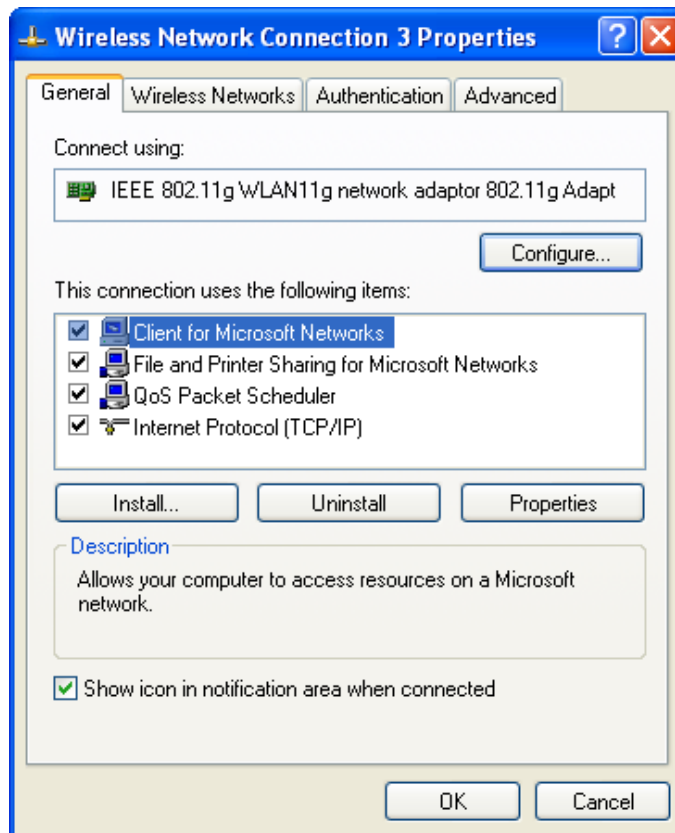 Wireless Network Connection 3 Properties
General Wireless Networks Authentication Advanced
Connect using:
IEEE 802.11g WLAN11g network adaptor 802.11g Adapt
Configure...
This connection uses the following items:
Client for Microsoft Networks
File and Printer Sharing for Microsoft Networks
QoS Packet Scheduler
Internet Protocol (TCP/IP)
Install... Uninstall Properties
Description
Allows your computer to access resources on a Microsoft
network.
Show icon in notification area when connected
OK Cancel